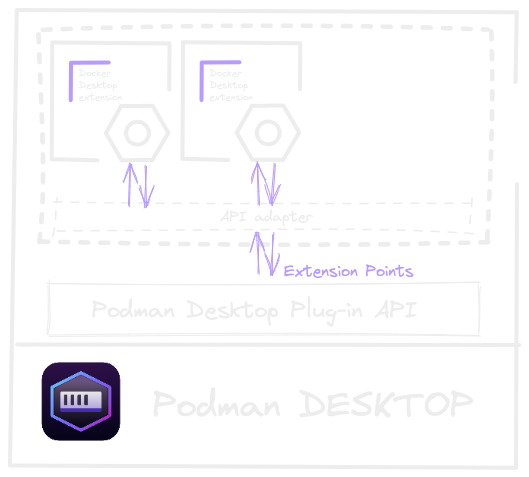 Docker
Desktop
extension
Docker
Desktop
extension
API adapter
Extension Points
Podman Desktop Plug-in API
Podman DESKTOP